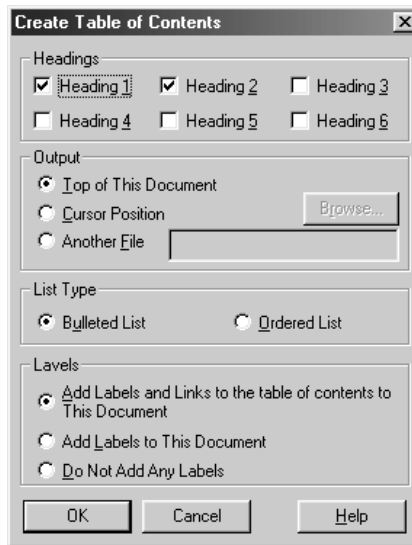 Create Table of Contents
Headings
Heading 1 Heading 2 Heading 3
Heading 4 Heading 5 Heading 6
Output
Top of This Document
Cursor Position
Browse...
Another File
List Type
Bulleted List Ordered List
Lavels
Add Labels and Links to the table of contents to
This Document
Add Labels to This Document
Do Not Add Any Labels
OK Cancel Help